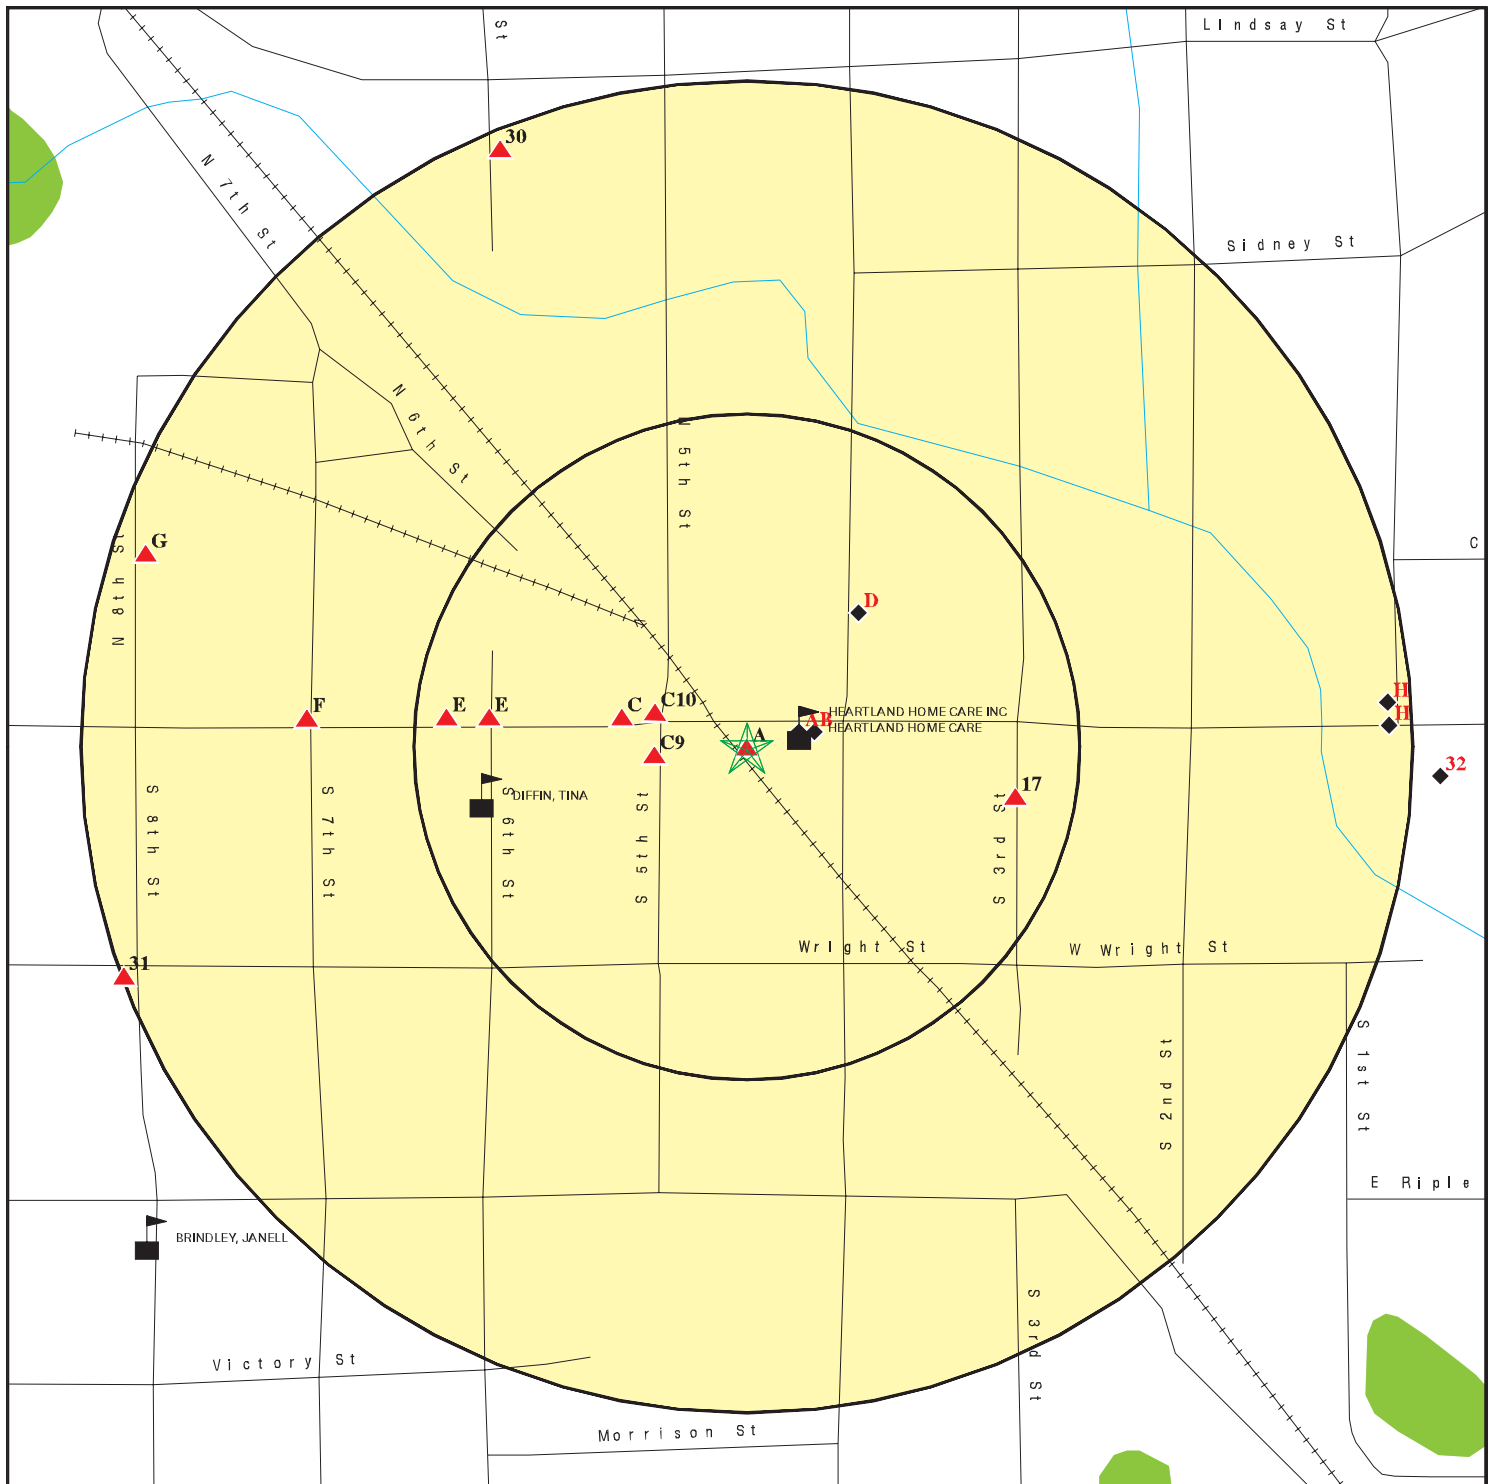 St
Lindsay St
30
N 7th St
Sidney St
N 6th St
N 5th St
C
G
N 8th St
D
F
E
E
C
C10
H
HEARTLAND HOME CARE INC
AB
H
HEARTLAND HOME CARE
A
C9
32
17
DIFFIN, TINA
S 8th St
S 7th St
S 6th St
S 5th St
S 3rd St
Wright St
W Wright St
31
S 1st St
S 2nd St
E Riple
BRINDLEY, JANELL
S 3rd St
Victory St
Morrison St